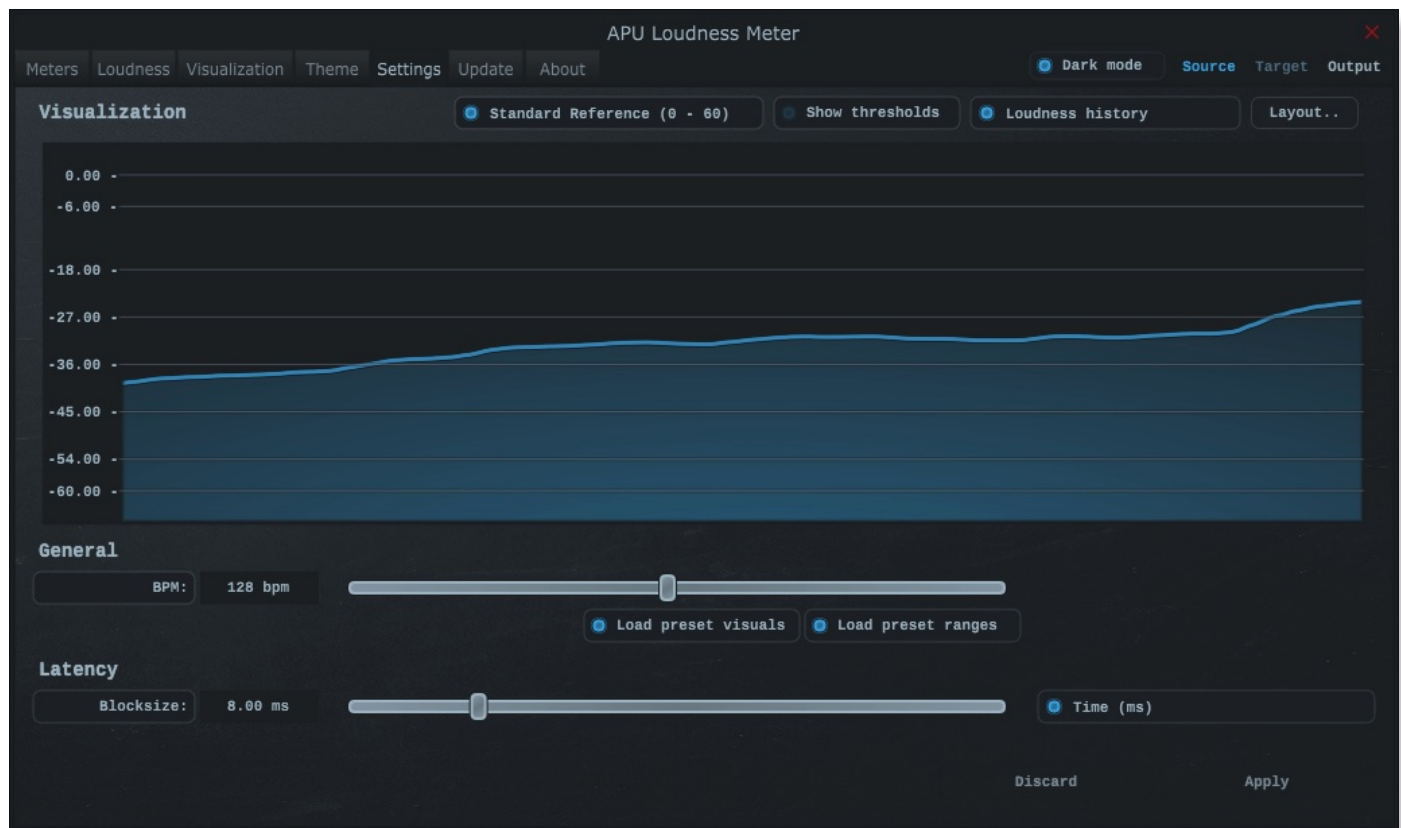 APU Loudness Meter
Meters Loudness Visualization Theme Settings Update About Dark mode Source Target Output
Visualization Standard Reference (0 - 60) Show thresholds Loudness history Layout..
0.00 -
-6.00 -
-18.00 -
-27.00 -
-36.00 -
-45.00 -
-54.00 -
-60.00 -
General
BPM: 128 bpm
Load preset visuals Load preset ranges
Latency
Blocksize: 8.00 ms Time (ms)
Discard Apply